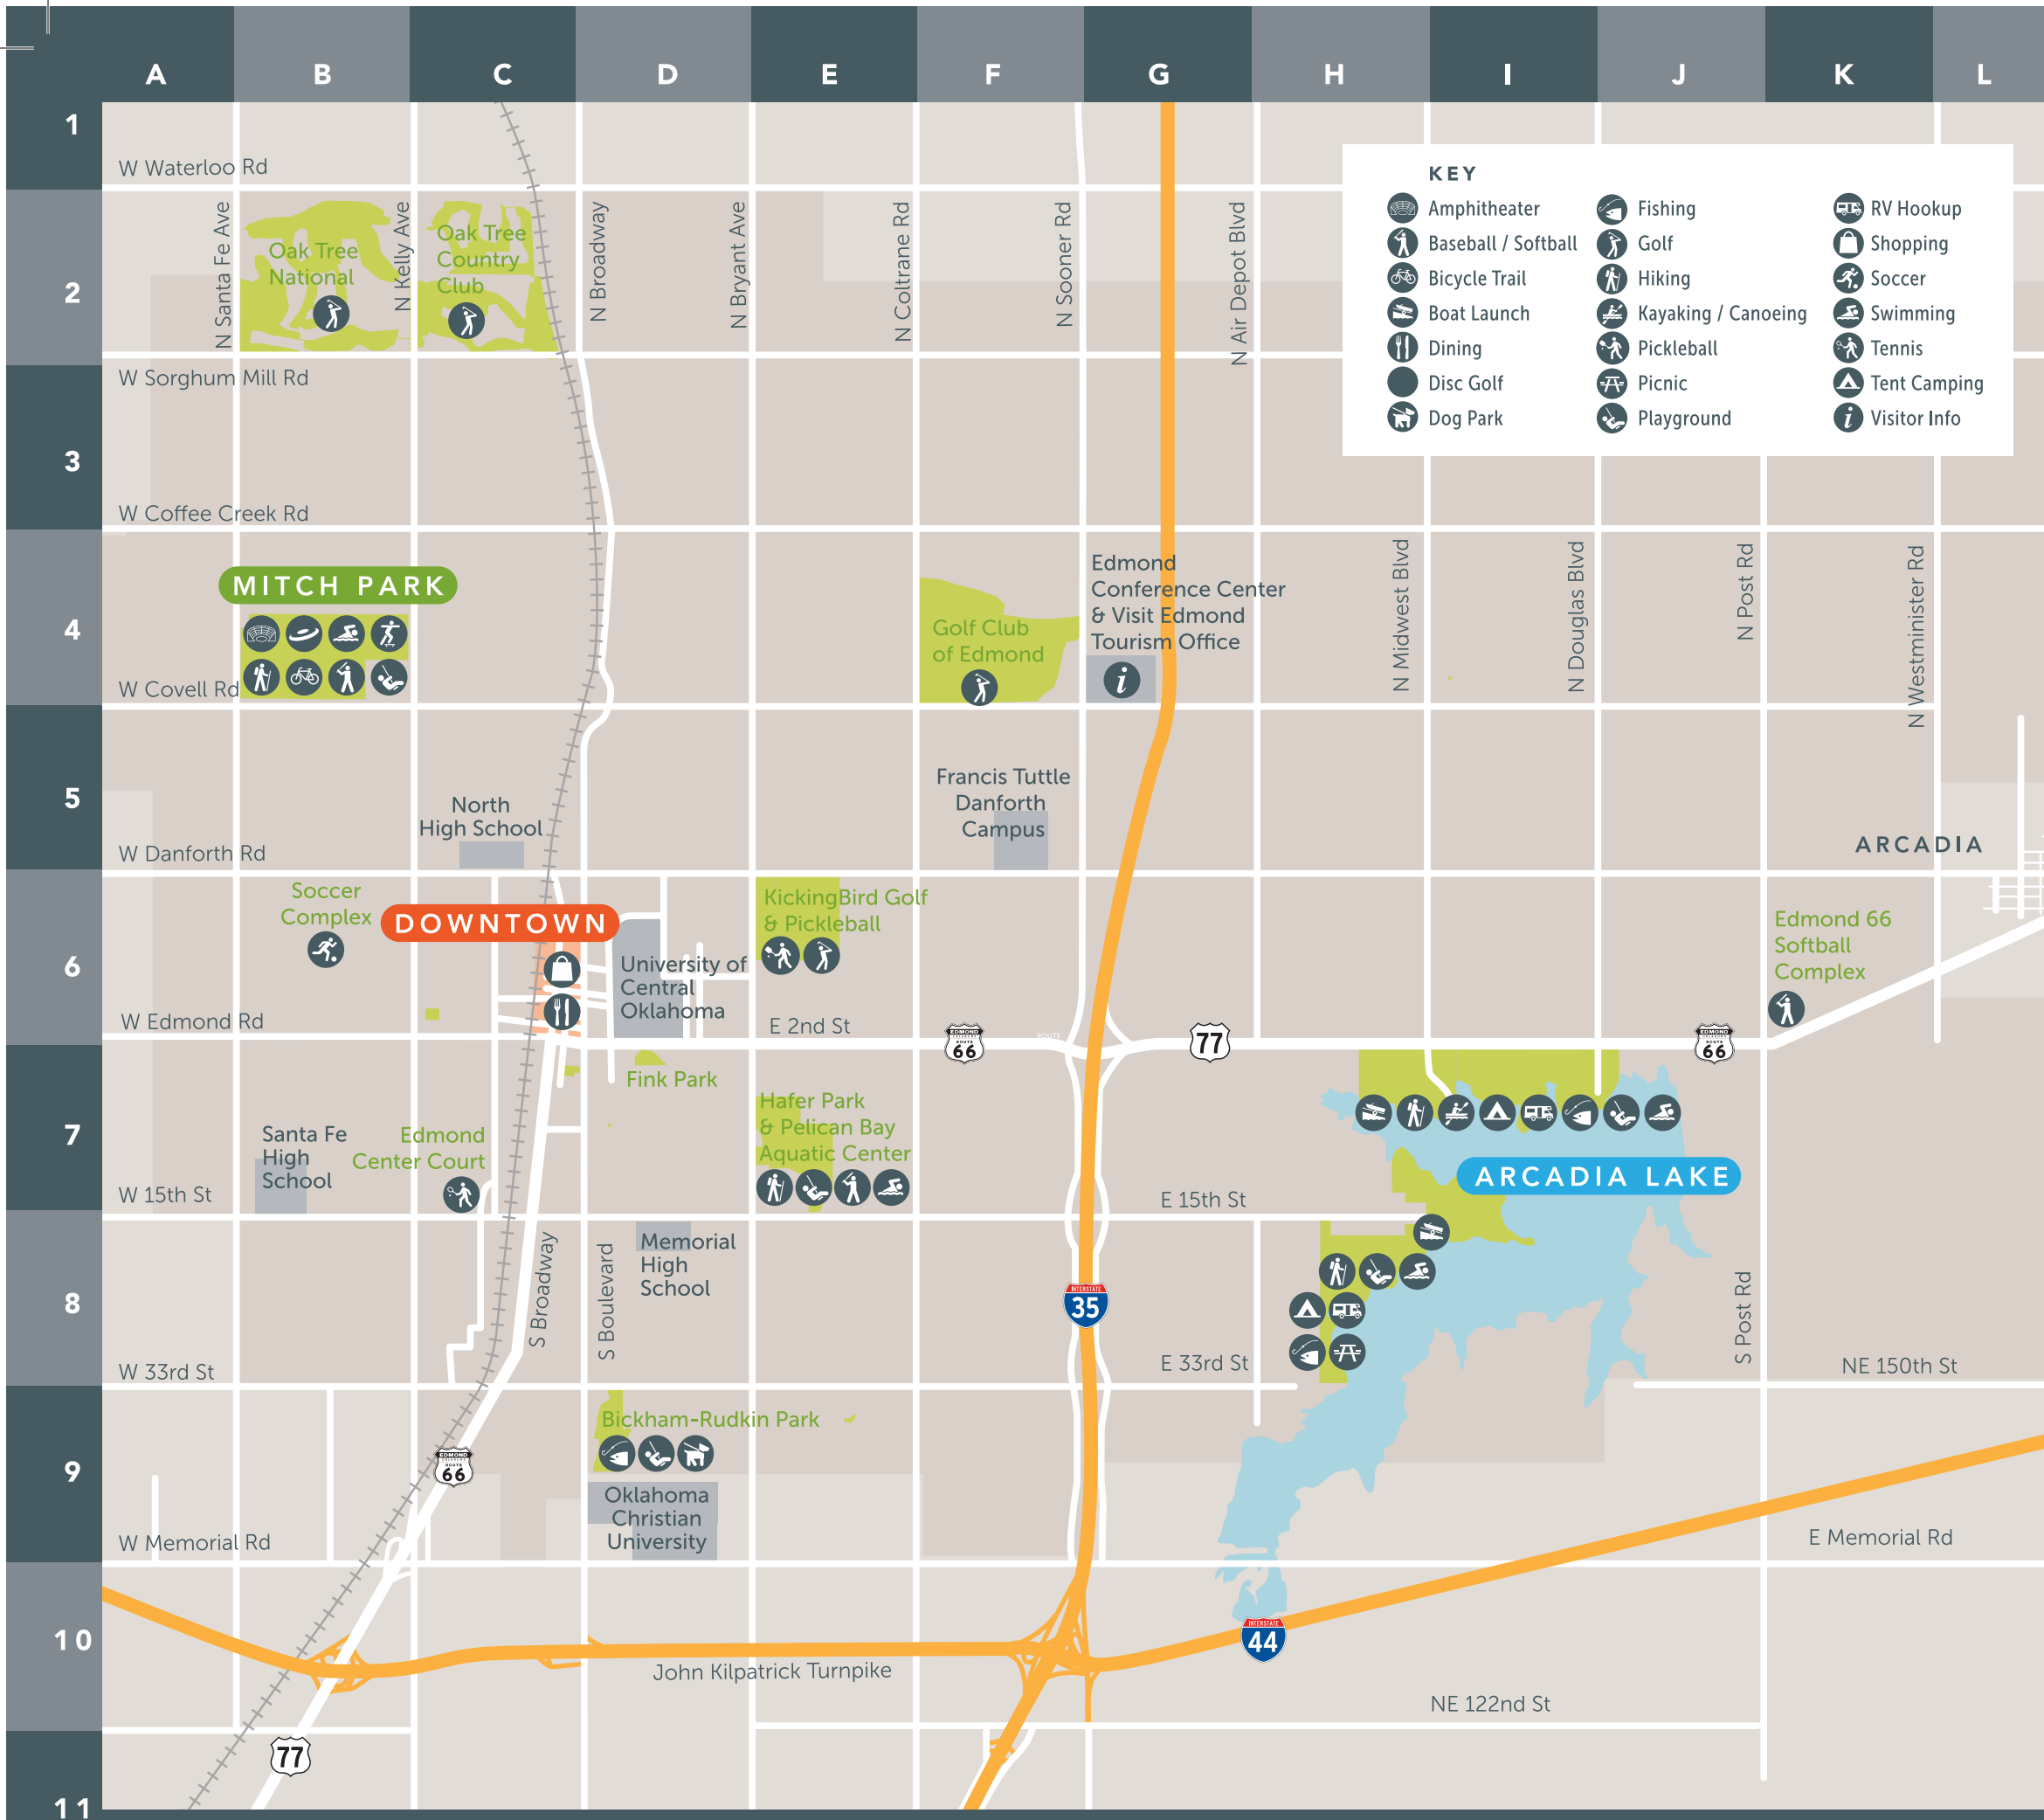 A B C D E F G H I J K L
1
2
3
4
5
6
7
8
9
10
11
KEY
Amphitheater
Baseball / Softball
Bicycle Trail
Boat Launch
Dining
Disc Golf
Dog Park
Fishing
Golf
Hiking
Kayaking / Canoeing
Pickleball
Picnic
Playground
RV Hookup
Shopping
Soccer
Swimming
Tennis
Tent Camping
Visitor Info
W Waterloo Rd
N Santa Fe Ave
Oak Tree
National
N Kelly Ave
Oak Tree
Country
Club
N Broadway
N Bryant Ave
N Coltrane Rd
N Sooner Rd
N Air Depot Blvd
W Sorghum Mill Rd
W Coffee Creek Rd
MITCH PARK
W Covell Rd
Golf Club
of Edmond
Edmond
Conference Center
& Visit Edmond
Tourism Office
i
N Midwest Blvd
N Douglas Blvd
N Post Rd
N Westminister Rd
North
High School
Francis Tuttle
Danforth
Campus
W Danforth Rd
ARCADIA
Soccer
Complex
DOWNTOWN
University of
Central
Oklahoma
KickingBird Golf
& Pickleball
Edmond 66
Softball
Complex
W Edmond Rd
E 2nd St
EDMOND
ROUTE
66
ROUTE
77
EDMOND
ROUTE
66
Fink Park
Hafer Park
& Pelican Bay
Aquatic Center
Santa Fe
High
School
Edmond
Center Court
ARCADIA LAKE
W 15th St
E 15th St
Memorial
High
School
S Broadway
S Boulevard
INTERSTATE
35
S Post Rd
W 33rd St
E 33rd St
NE 150th St
Bickham-Rudkin Park
EDMOND
ROUTE
66
Oklahoma
Christian
University
W Memorial Rd
E Memorial Rd
INTERSTATE
44
John Kilpatrick Turnpike
NE 122nd St
77